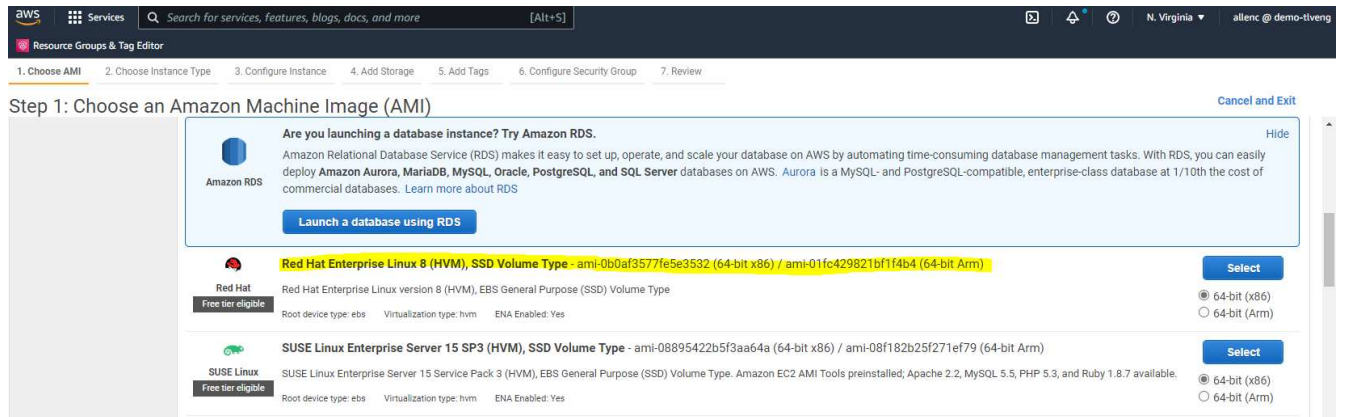 aws Services Search for services, features, blogs, docs, and more [Alt+S] N. Virginia ▼ allenc @ demo-tlveng
Resource Groups & Tag Editor
1. Choose AMI 2. Choose Instance Type 3. Configure Instance 4. Add Storage 5. Add Tags 6. Configure Security Group 7. Review
Step 1: Choose an Amazon Machine Image (AMI) Cancel and Exit
Are you launching a database instance? Try Amazon RDS. Hide
Amazon RDS
Amazon Relational Database Service (RDS) makes it easy to set up, operate, and scale your database on AWS by automating time-consuming database management tasks. With RDS, you can easily
deploy Amazon Aurora, MariaDB, MySQL, Oracle, PostgreSQL, and SQL Server databases on AWS. Aurora is a MySQL- and PostgreSQL-compatible, enterprise-class database at 1/10th the cost of
commercial databases. Learn more about RDS
Launch a database using RDS
Red Hat Enterprise Linux 8 (HVM), SSD Volume Type - ami-0b0af3577fe5e3532 (64-bit x86) / ami-01fc429821bf1f4b4 (64-bit Arm) Select
Red Hat
Free tier eligible
Red Hat Enterprise Linux version 8 (HVM), EBS General Purpose (SSD) Volume Type
64-bit (x86)
64-bit (Arm)
Root device type: ebs Virtualization type: hvm ENA Enabled: Yes
SUSE Linux Enterprise Server 15 SP3 (HVM), SSD Volume Type - ami-08895422b5f3aa64a (64-bit x86) / ami-08f182b25f271ef79 (64-bit Arm) Select
SUSE Linux
Free tier eligible
SUSE Linux Enterprise Server 15 Service Pack 3 (HVM), EBS General Purpose (SSD) Volume Type. Amazon EC2 AMI Tools preinstalled; Apache 2.2, MySQL 5.5, PHP 5.3, and Ruby 1.8.7 available.
64-bit (x86)
64-bit (Arm)
Root device type: ebs Virtualization type: hvm ENA Enabled: Yes